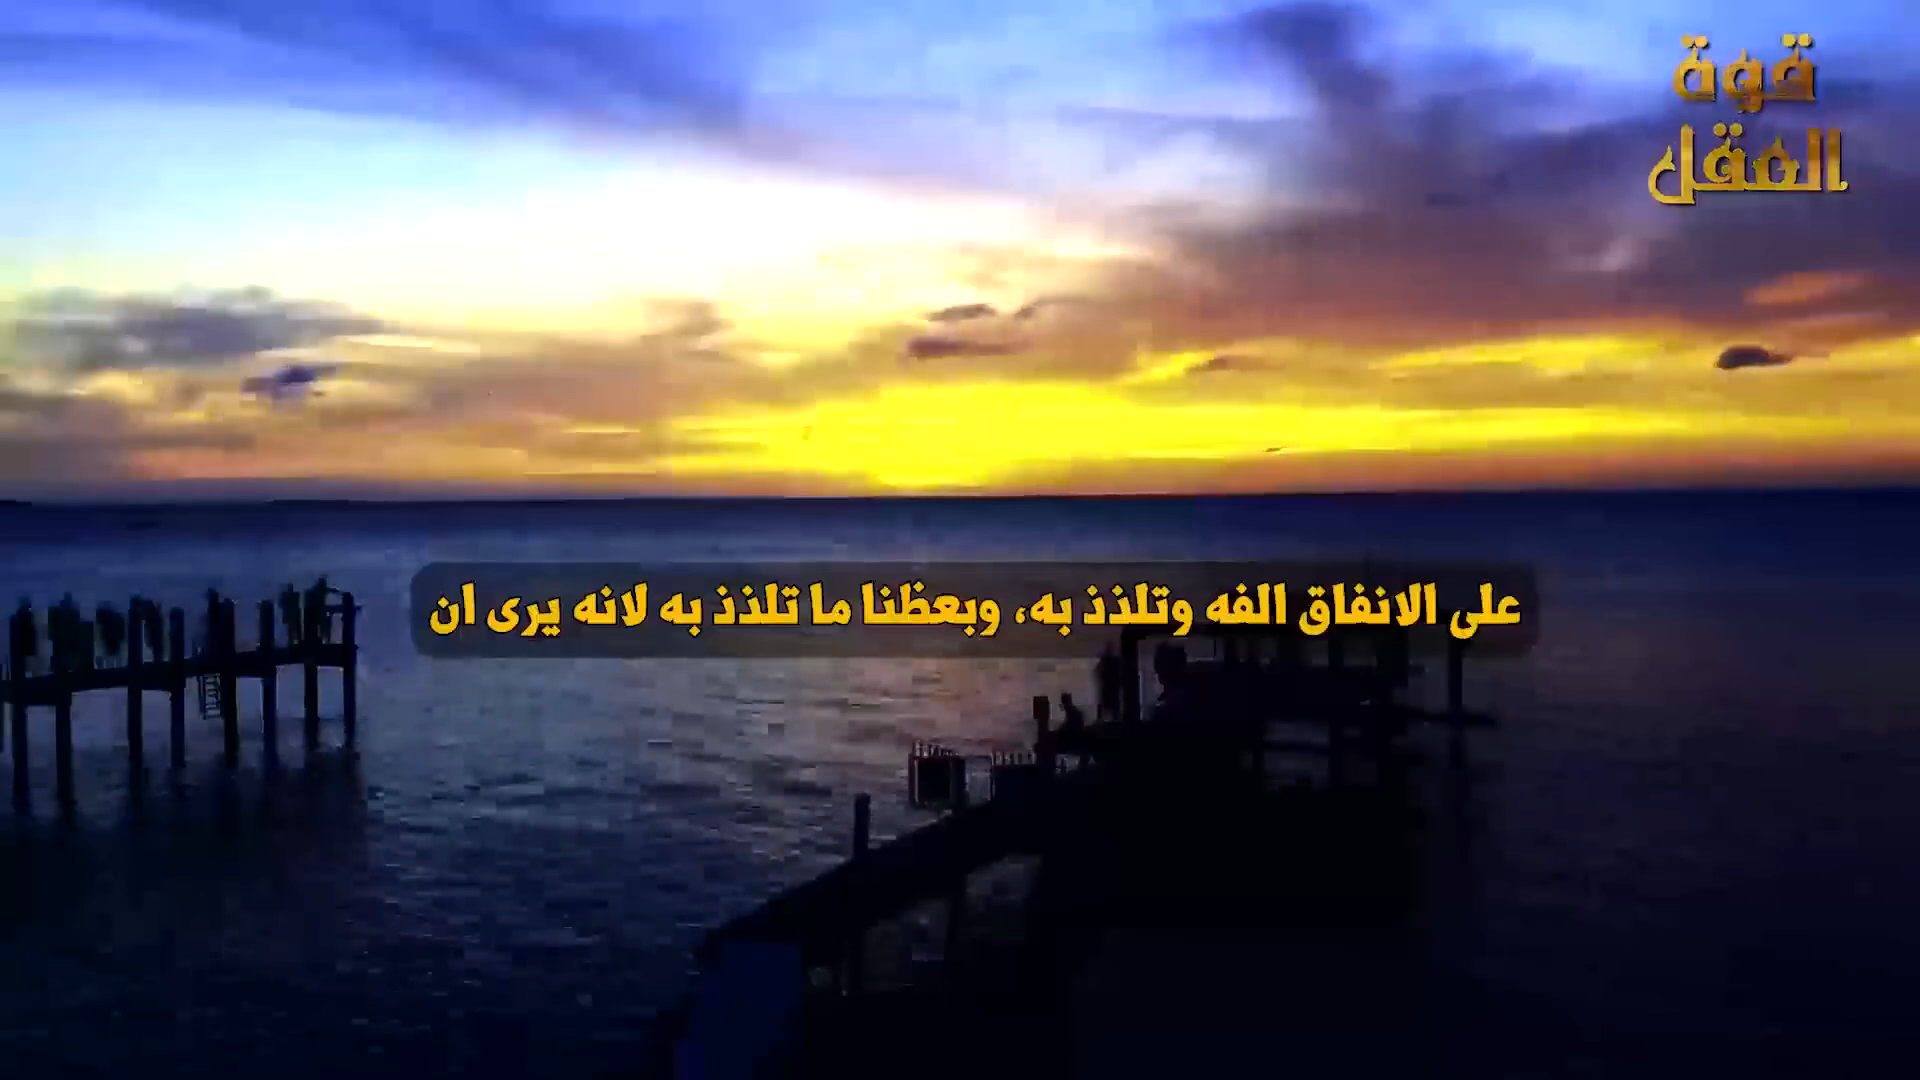 قوة
العقل
على الانفاق الفه وتلذذ به، وبعظنا ما تلذذ به لانه يرى ان